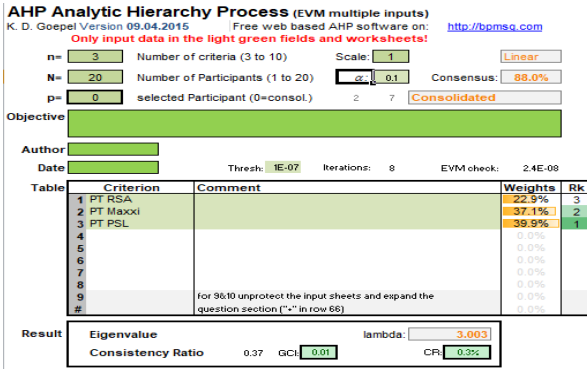 AHP Analytic Hierarchy Process (EVM multiple inputs)
K. D. Goepel Version 09.04.2015 Free web based AHP software on: http://bpmsg.com
Only input data in the light green fields and worksheets!
n= 3 Number of criteria (3 to 10) Scale: 1 Linear
N= 20 Number of Participants (1 to 20) α: 0.1 Consensus: 88.0%
p= 0 selected Participant (0=consol.) 2 7 Consolidated
Objective
Author
Date Thresh: 1E-07 Iterations: 8 EVM check: 2.4E-08
Table Criterion Comment Weights Rk
1 PT RSA 22.9% 3
2 PT Maxxi 37.1% 2
3 PT PSL 39.9% 1
4 0.0%
5 0.0%
6 0.0%
7 0.0%
8 0.0%
9 for 9&10 unprotect the input sheets and expand the 0.0%
# question section ("+" in row 66) 0.0%
Result Eigenvalue lambda: 3.003
Consistency Ratio 0.37 GCI: 0.01 CR: 0.3%